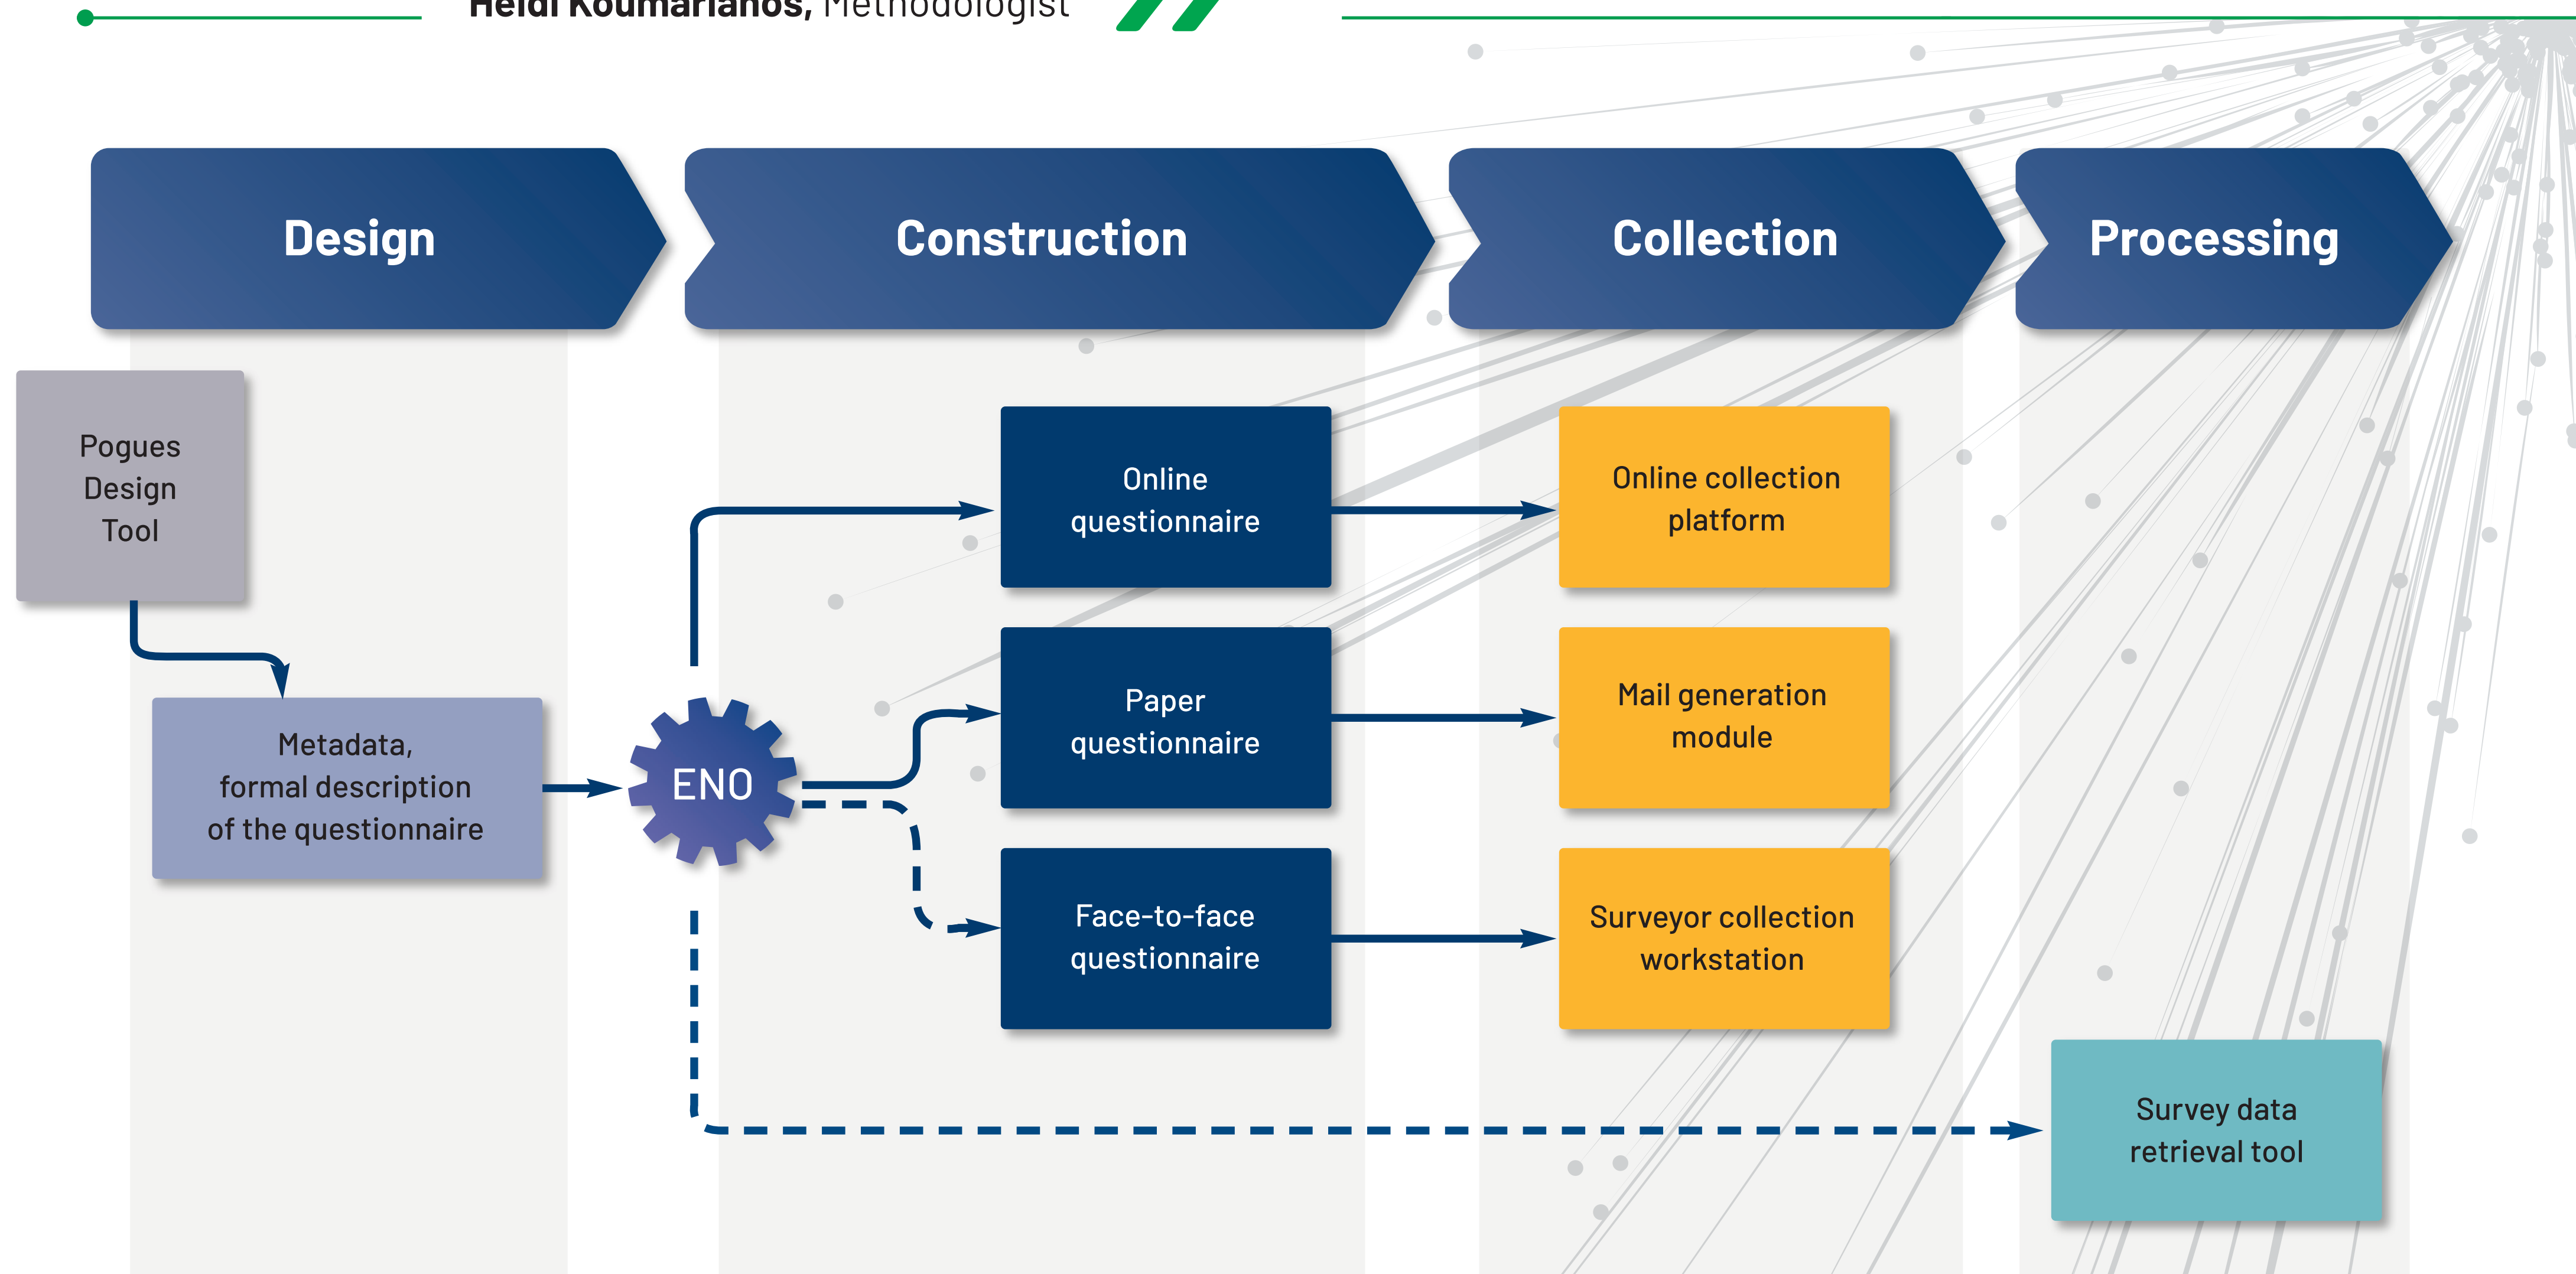 Heidi Koumarianos, Methodologist
Design
Construction
Collection
Processing
Pogues
Design
Tool
Metadata,
formal description
of the questionnaire
ENO
Online
questionnaire
Paper
questionnaire
Face-to-face
questionnaire
Online collection
platform
Mail generation
module
Surveyor collection
workstation
Survey data
retrieval tool